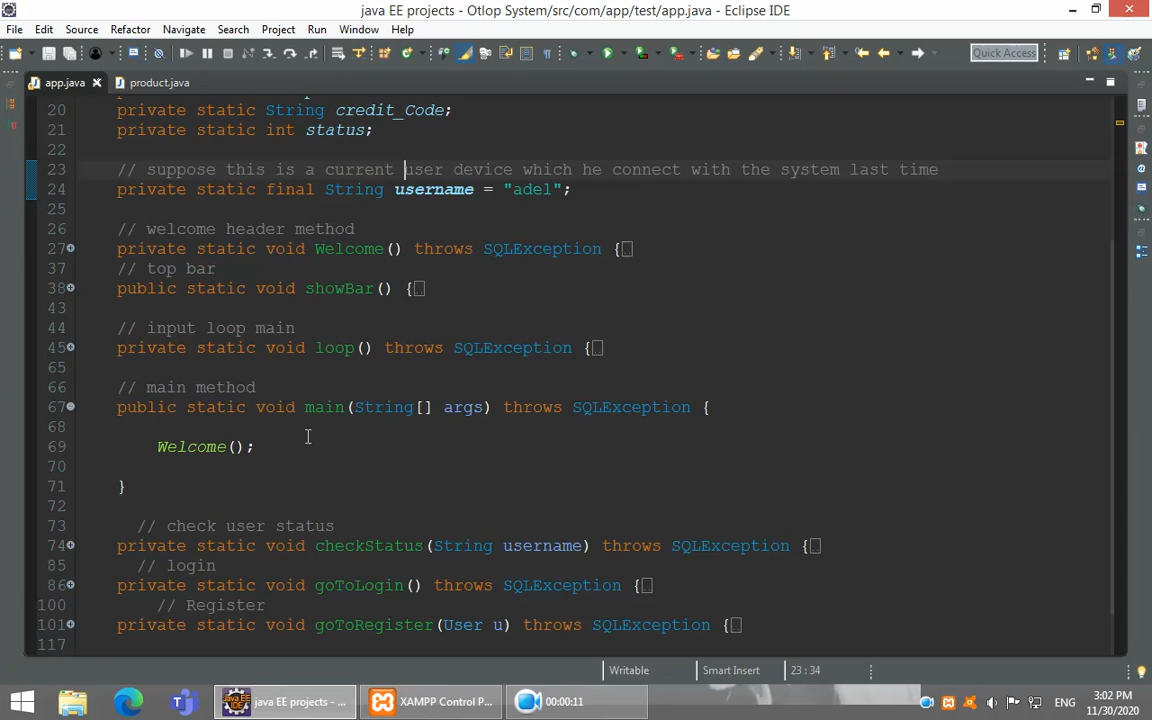 java EE projects - Otlop System/src/com/app/test/app.java - Eclipse IDE
File Edit Source Refactor Navigate Search Project Run Window Help
Quick Access
app.java product.java
20 private static String credit_Code;
21 private static int status;
22
23 // suppose this is a current user device which he connect with the system last time
24 private static final String username = "adel";
25
26 // welcome header method
27 private static void Welcome() throws SQLException {
37 // top bar
38 public static void showBar() {
43
44 // input loop main
45 private static void loop() throws SQLException {
65
66 // main method
67 public static void main(String[] args) throws SQLException {
68
69 Welcome();
70
71 }
72
73 // check user status
74 private static void checkStatus(String username) throws SQLException {
85 // login
86 private static void goToLogin() throws SQLException {
100 // Register
101 private static void goToRegister(User u) throws SQLException {
117
Writable Smart Insert 23 : 34
java EE projects - ... XAMPP Control P... 00:00:11 ENG 3:02 PM
11/30/2020